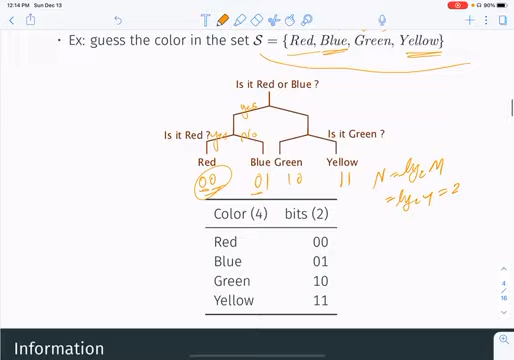 12:14 PM Sun Dec 13
90%
• Ex: guess the color in the set S = {Red, Blue, Green, Yellow}
Is it Red or Blue ?
yes
Is it Red ? yes no Is it Green ?
Red Blue Green Yellow
00 01 10 11
N = log₂ M
= log₂ 4 = 2
Color (4) bits (2)
Red 00
Blue 01
Green 10
Yellow 11
4
/
16
Information